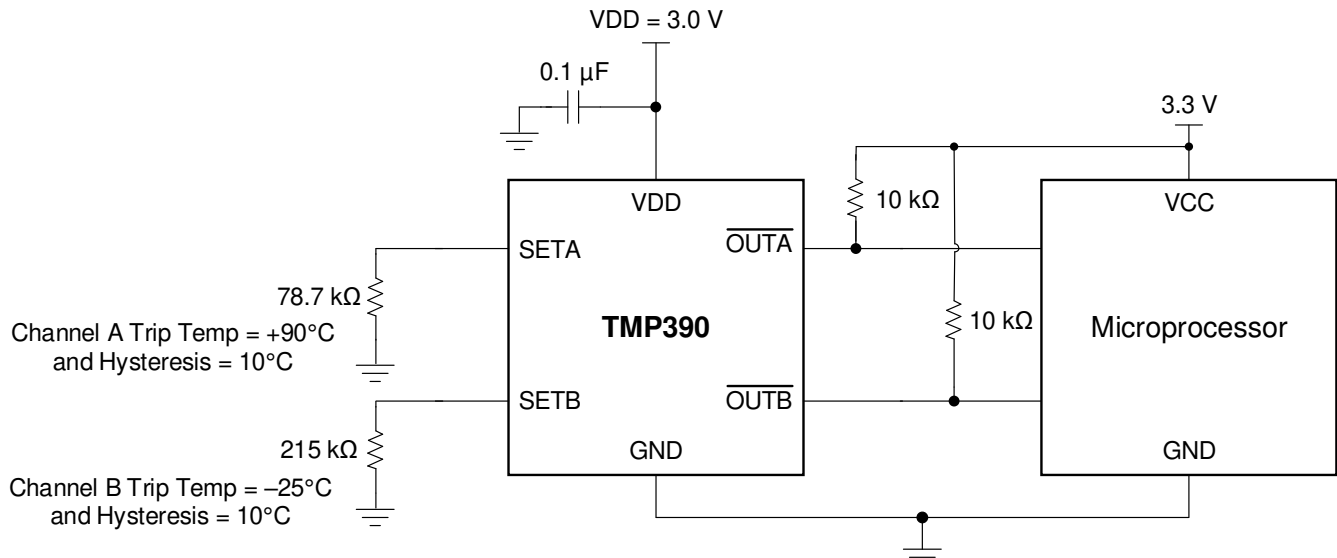 VDD = 3.0 V
0.1 µF
3.3 V
VDD
10 kΩ
VCC
SETA
OUTA
78.7 kΩ
Channel A Trip Temp = +90°C
and Hysteresis = 10°C
TMP390
10 kΩ
Microprocessor
SETB
OUTB
215 kΩ
GND
GND
Channel B Trip Temp = –25°C
and Hysteresis = 10°C